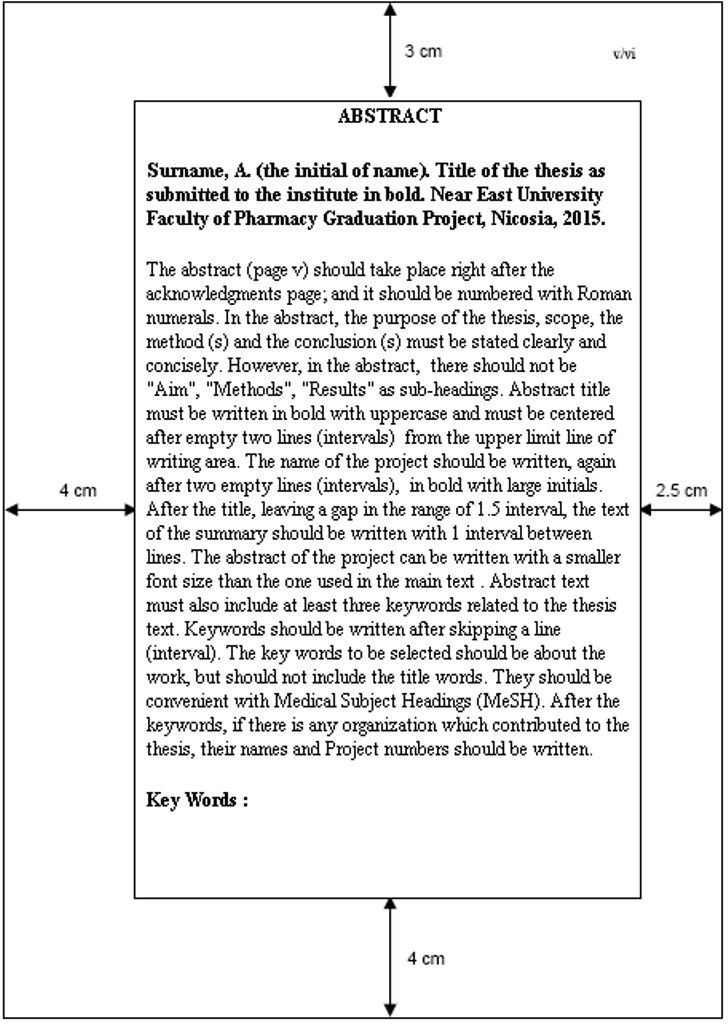 3 cm
v/vi
ABSTRACT
Surname, A. (the initial of name). Title of the thesis as
submitted to the institute in bold. Near East University
Faculty of Pharmacy Graduation Project, Nicosia, 2015.
The abstract (page v) should take place right after the
acknowledgments page; and it should be numbered with Roman
numerals. In the abstract, the purpose of the thesis, scope, the
method (s) and the conclusion (s) must be stated clearly and
concisely. However, in the abstract,  there should not be
"Aim", "Methods", "Results" as sub-headings. Abstract title
must be written in bold with uppercase and must be centered
after empty two lines (intervals)  from the upper limit line of
writing area. The name of the project should be written, again
after two empty lines (intervals),  in bold with large initials.
4 cm
2.5 cm
After the title, leaving a gap in the range of 1.5 interval, the text
of the summary should be written with 1 interval between
lines. The abstract of the project can be written with a smaller
font size than the one used in the main text . Abstract text
must also include at least three keywords related to the thesis
text. Keywords should be written after skipping a line
(interval). The key words to be selected should be about the
work, but should not include the title words. They should be
convenient with Medical Subject Headings (MeSH). After the
keywords, if there is any organization which contributed to the
thesis, their names and Project numbers should be written.
Key Words :
4 cm